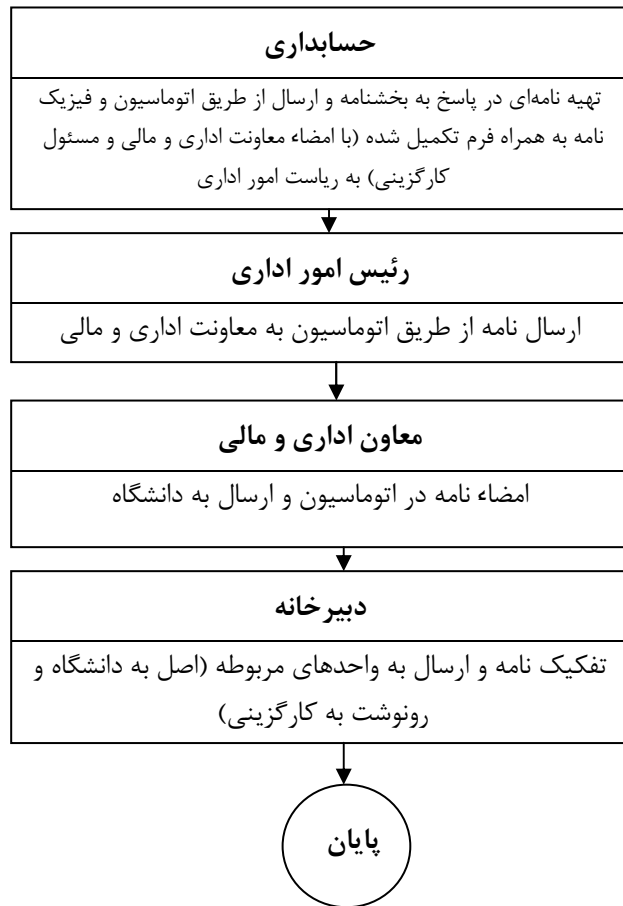 حسابداری
تهیه نامه‌ای در پاسخ به بخشنامه و ارسال از طریق اتوماسیون و فیزیک
نامه به همراه فرم تکمیل شده (با امضاء معاونت اداری و مالی و مسئول
کارگزینی) به ریاست امور اداری
رئیس امور اداری
ارسال نامه از طریق اتوماسیون به معاونت اداری و مالی
معاون اداری و مالی
امضاء نامه در اتوماسیون و ارسال به دانشگاه
دبیرخانه
تفکیک نامه و ارسال به واحدهای مربوطه (اصل به دانشگاه و
رونوشت به کارگزینی)
پایان